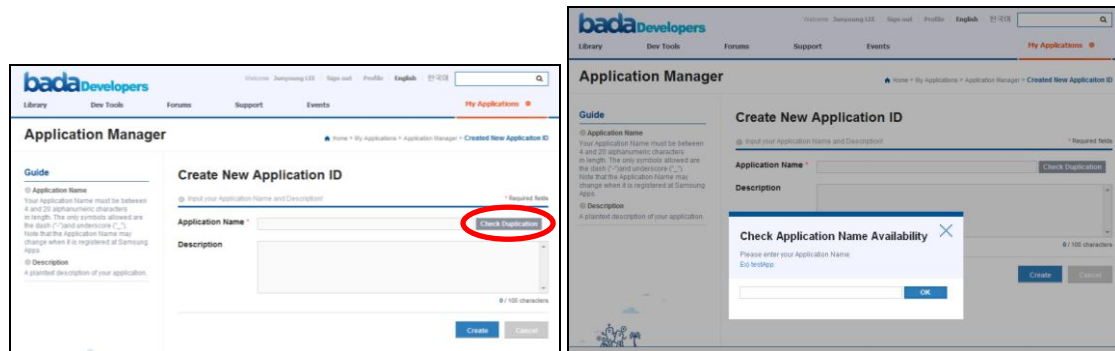 bada Developers
Welcome Junyoung LEE Sign out Profile English 한국어
Library Dev Tools Forums Support Events My Applications
Application Manager
Home > My Applications > Application Manager > Created New Applicaiton ID
Guide
Application Name
Your Application Name must be between
4 and 20 alphanumeric characters
in length. The only symbols allowed are
the dash ("-")and underscore ("_").
Note that the Application Name may
change when it is registered at Samsung
Apps.
Description
A plaintext description of your application.
Create New Application ID
Input your Application Name and Description!
* Required fields
Application Name *
Check Duplication
Description
0 / 100 characters
Create Cancel
bada Developers
Welcome Junyoung LEE Sign out Profile English 한국어
Library Dev Tools Forums Support Events My Applications
Application Manager
Home > My Applications > Application Manager > Created New Applicaiton ID
Guide
Application Name
Your Application Name must be between
4 and 20 alphanumeric characters
in length. The only symbols allowed are
the dash ("-")and underscore ("_").
Note that the Application Name may
change when it is registered at Samsung
Apps.
Description
A plaintext description of your application.
Create New Application ID
Input your Application Name and Description!
* Required fields
Application Name *
Check Duplication
Description
0 / 100 characters
Create Cancel
Check Application Name Availability
Please enter your Application Name
Ex) testApp
OK